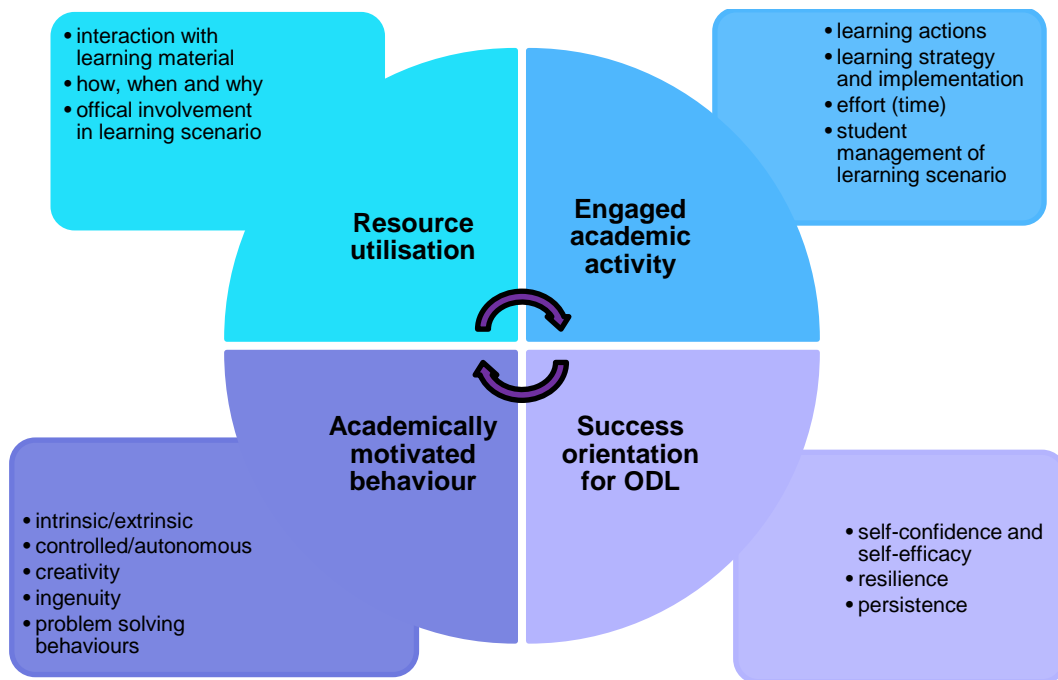 • interaction with
learning material
• how, when and why
• offical involvement
in learning scenario
• learning actions
• learning strategy
and implementation
• effort (time)
• student
management of
lerarning scenario
Resource
utilisation
Engaged
academic
activity
Academically
motivated
behaviour
Success
orientation
for ODL
• intrinsic/extrinsic
• controlled/autonomous
• creativity
• ingenuity
• problem solving
behaviours
• self-confidence and
self-efficacy
• resilience
• persistence